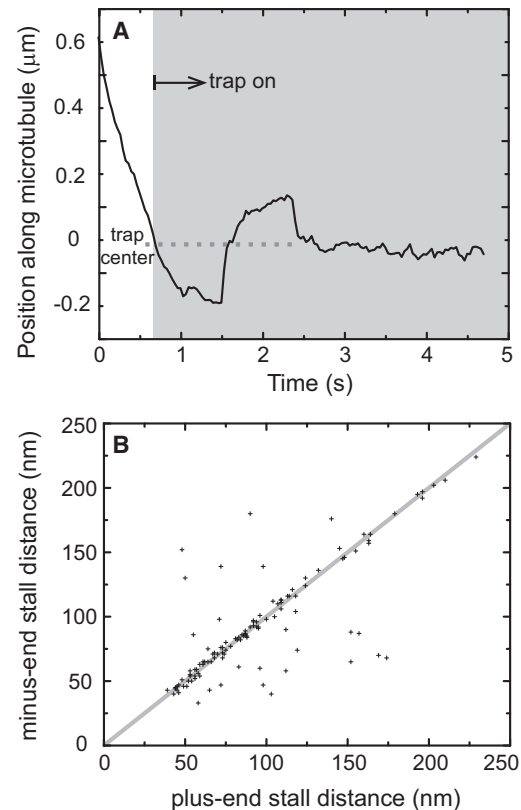 A
Position along microtubule (μm)
0.6
0.4
0.2
0
-0.2
trap on
trap
center
0 1 2 3 4 5
Time (s)
B
minus-end stall distance (nm)
250
200
150
100
50
0
0 50 100 150 200 250
plus-end stall distance (nm)